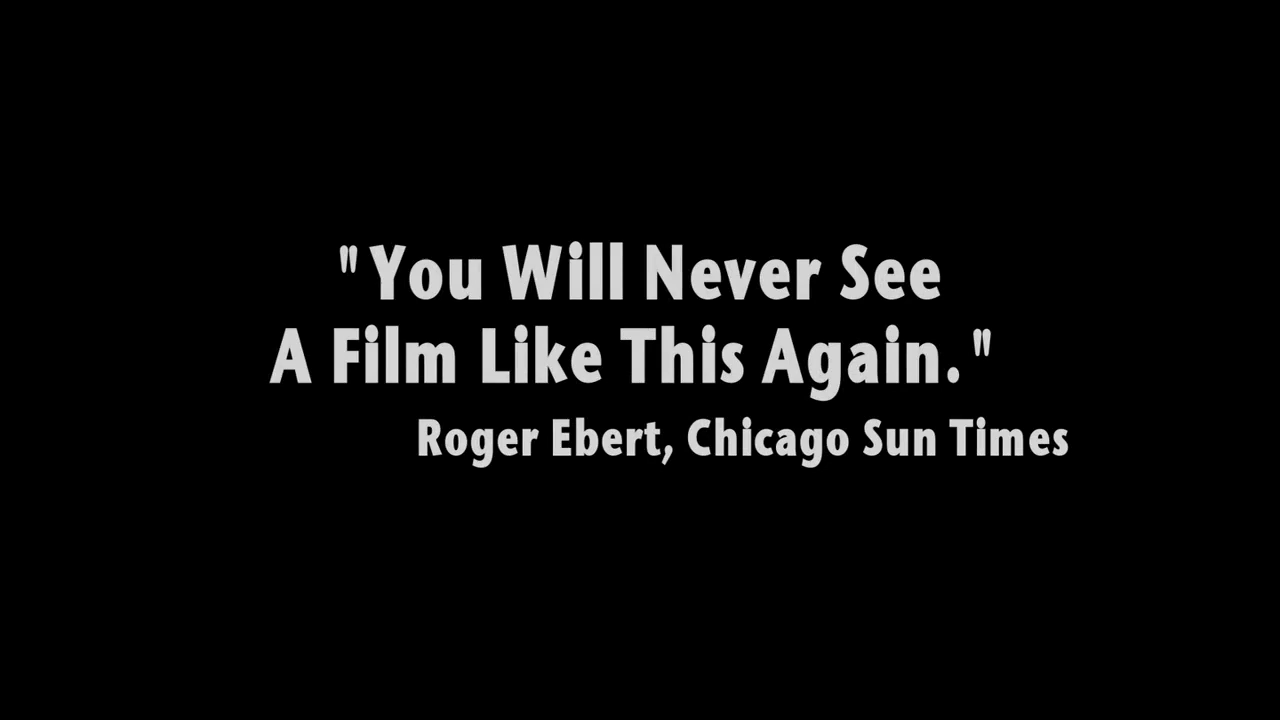 "You Will Never See
A Film Like This Again."
Roger Ebert, Chicago Sun Times